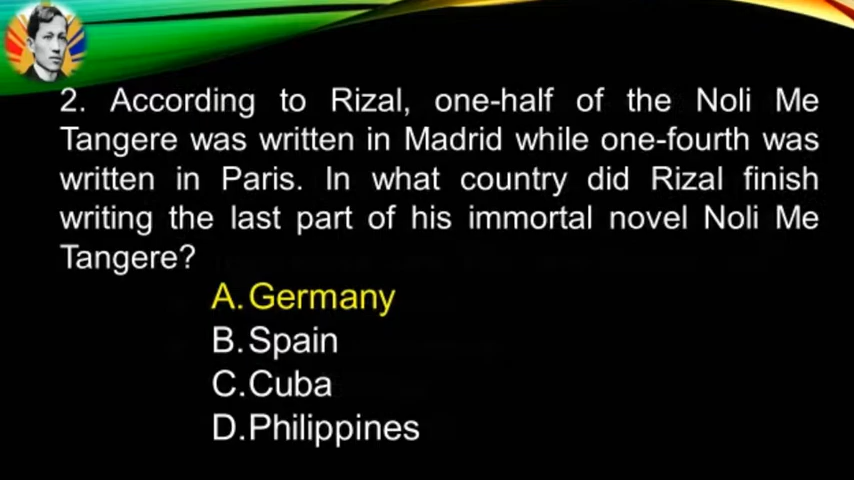 2. According to Rizal, one-half of the Noli Me
Tangere was written in Madrid while one-fourth was
written in Paris. In what country did Rizal finish
writing the last part of his immortal novel Noli Me
Tangere?
A. Germany
B. Spain
C. Cuba
D. Philippines